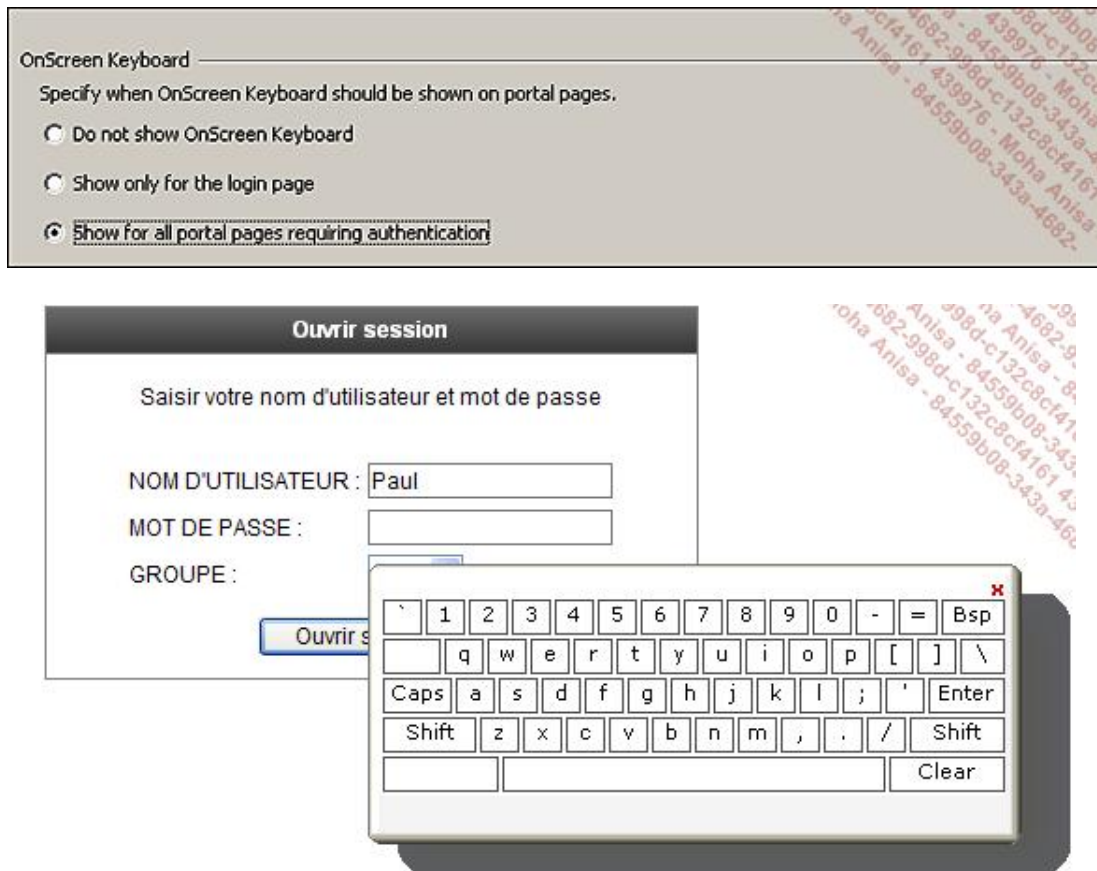 OnScreen Keyboard
Specify when OnScreen Keyboard should be shown on portal pages.
Do not show OnScreen Keyboard
Show only for the login page
Show for all portal pages requiring authentication
Ouvrir session
Saisir votre nom d'utilisateur et mot de passe
NOM D'UTILISATEUR : Paul
MOT DE PASSE :
GROUPE :
Ouvrir s
x
` 1 2 3 4 5 6 7 8 9 0 - = Bsp
q w e r t y u i o p [ ] \
Caps a s d f g h j k l ; ' Enter
Shift z x c v b n m , . / Shift
Clear